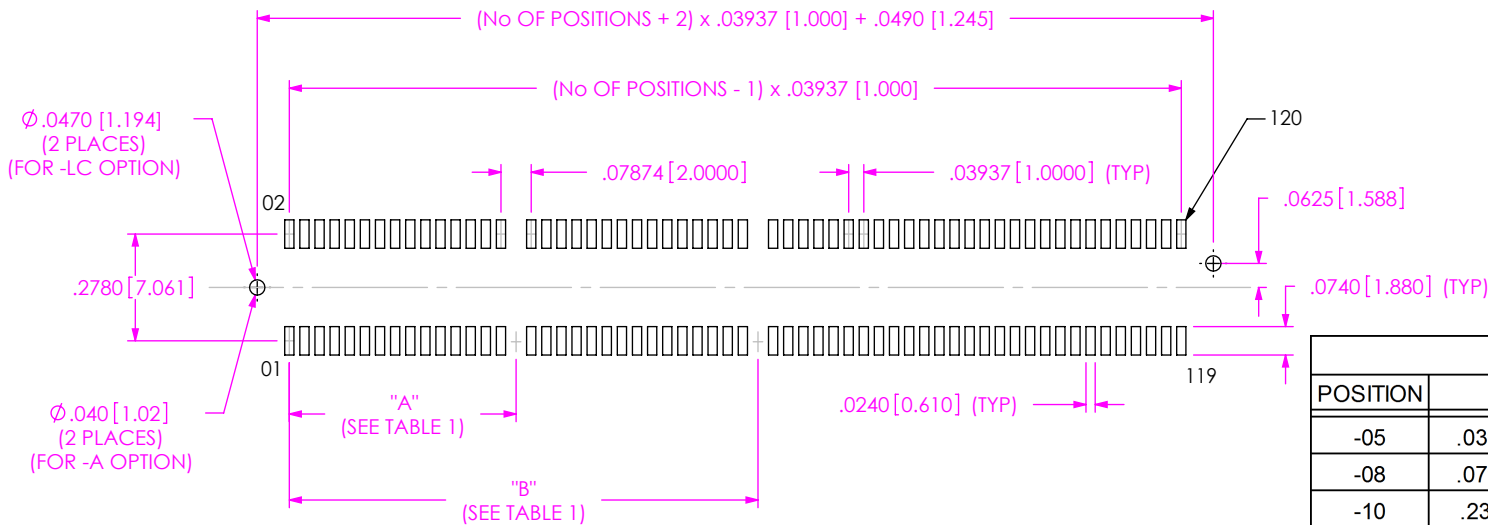 (No OF POSITIONS + 2) x .03937 [1.000] + .0490 [1.245]
(No OF POSITIONS - 1) x .03937 [1.000]
Ø.0470 [1.194]
(2 PLACES)
(FOR -LC OPTION)
120
.07874 [2.0000]
.03937 [1.0000] (TYP)
.0625 [1.588]
02
.2780 [7.061]
.0740 [1.880] (TYP)
01
119
Ø.040 [1.02]
(2 PLACES)
(FOR -A OPTION)
"A"
(SEE TABLE 1)
.0240 [0.610] (TYP)
"B"
(SEE TABLE 1)
POSITION
-05 .03
-08 .07
-10 .23